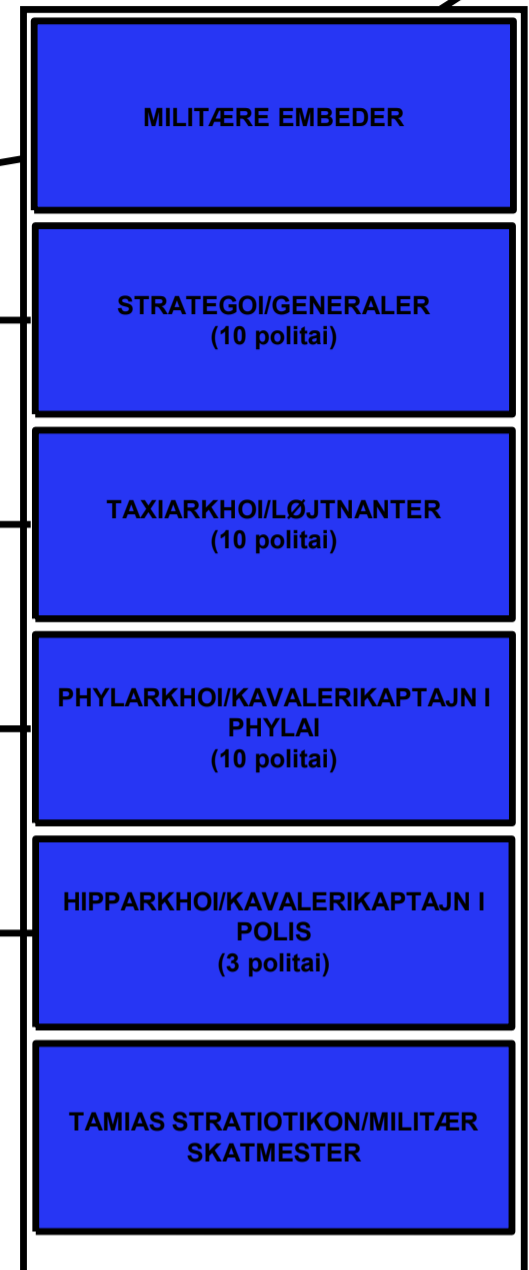 MILITÆRE EMBEDER
STRATEGOI/GENERALER
(10 politai)
TAXIARKHOI/LØJTNANTER
(10 politai)
PHYLARKHOI/KAVALERIKAPTAJN I
PHYLAI
(10 politai)
HIPPARKHOI/KAVALERIKAPTAJN I
POLIS
(3 politai)
TAMIAS STRATIOTIKON/MILITÆR
SKATMESTER